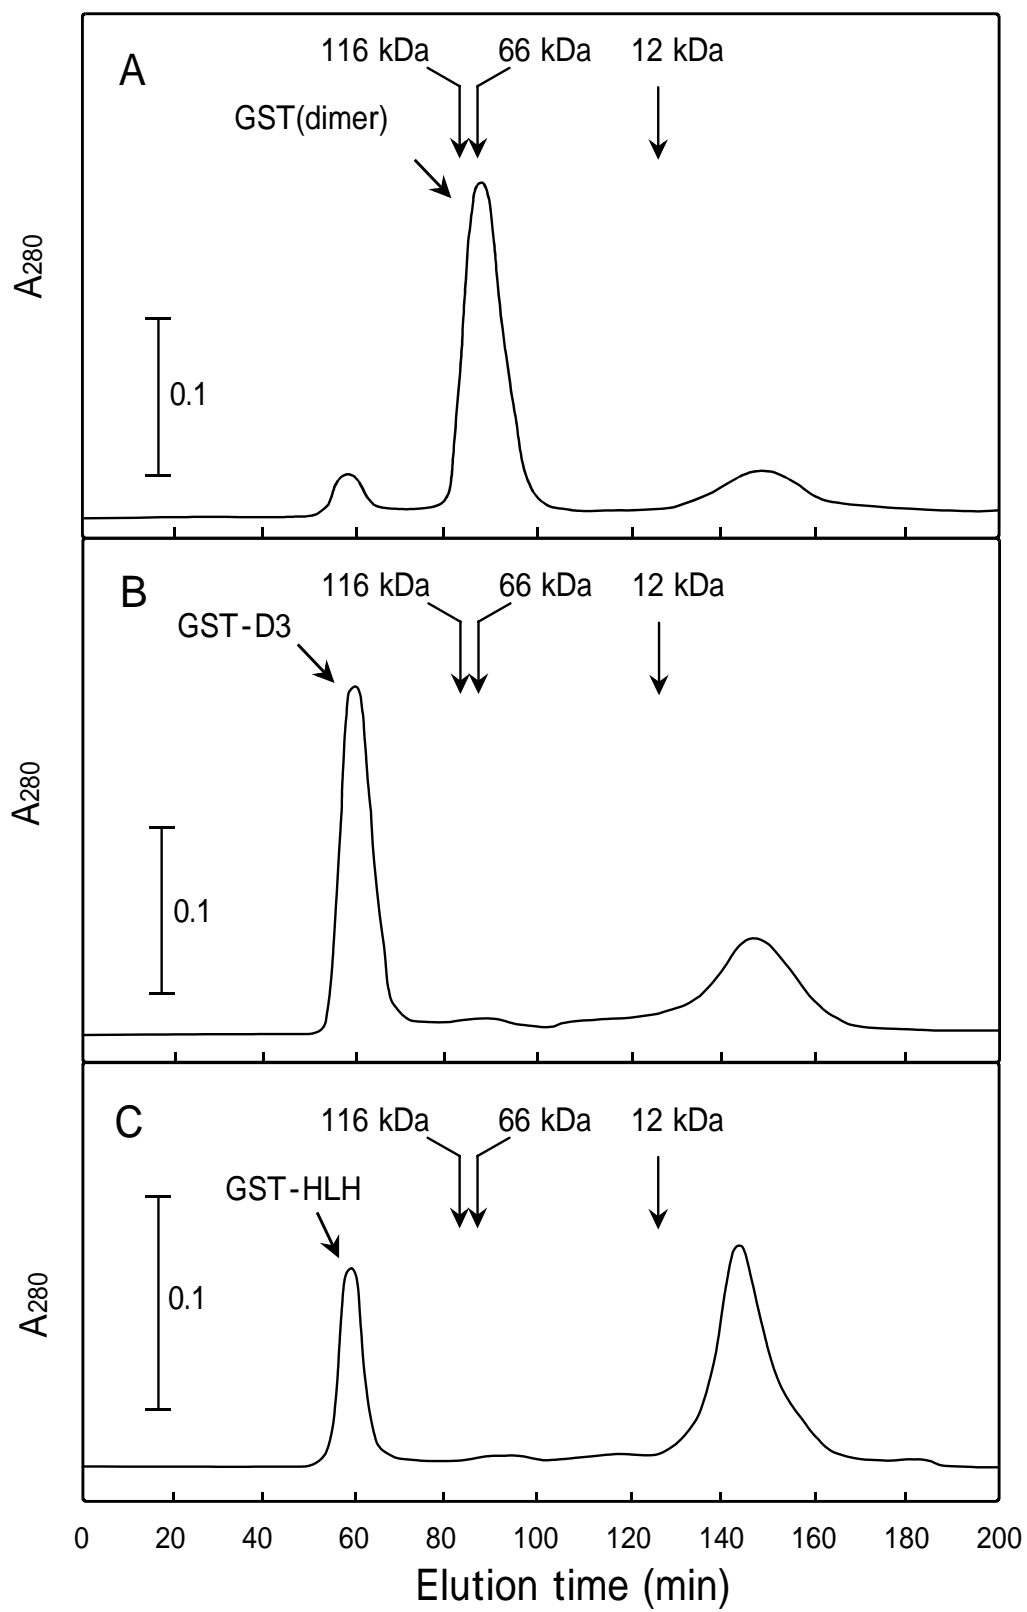 A
116 kDa 66 kDa 12 kDa
GST(dimer)
A280
0.1
B
116 kDa 66 kDa 12 kDa
GST-D3
A280
0.1
C
116 kDa 66 kDa 12 kDa
GST-HLH
A280
0.1
0 20 40 60 80 100 120 140 160 180 200
Elution time (min)